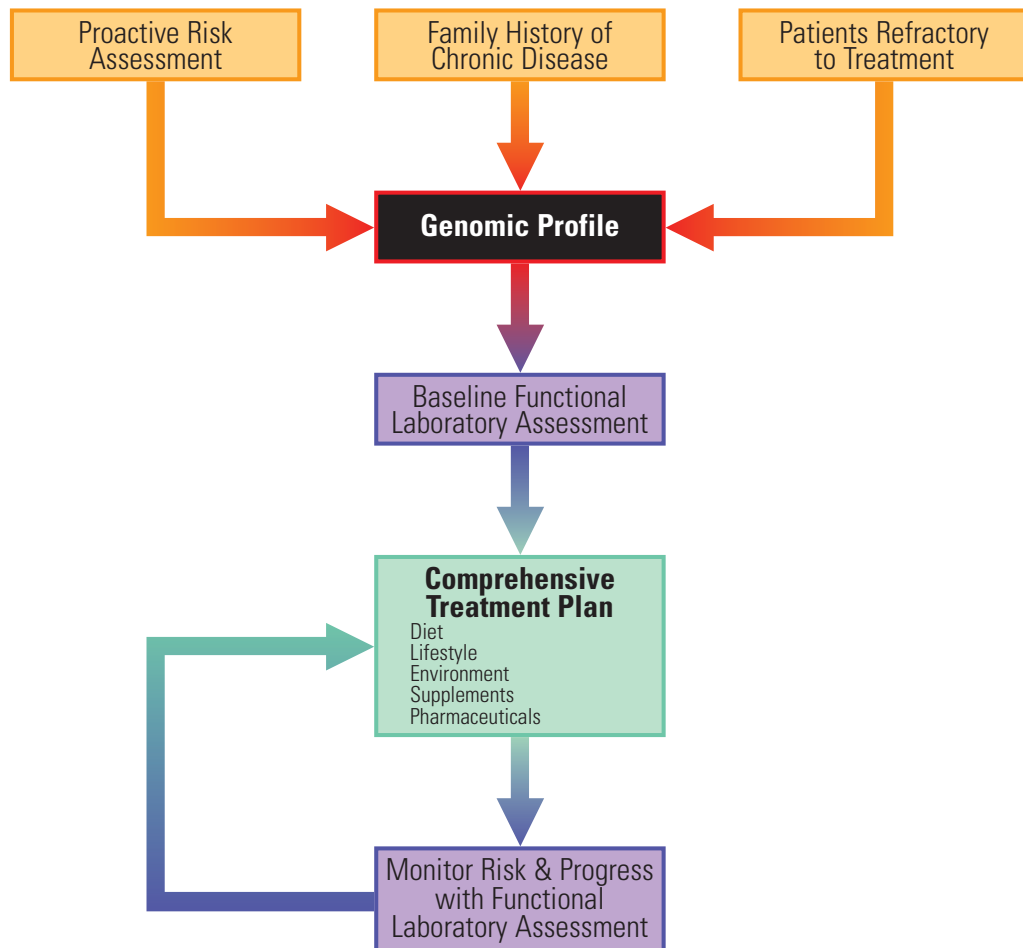 Proactive Risk
Assessment
Family History of
Chronic Disease
Patients Refractory
to Treatment
Genomic Profile
Baseline Functional
Laboratory Assessment
Comprehensive
Treatment Plan
Diet
Lifestyle
Environment
Supplements
Pharmaceuticals
Monitor Risk & Progress
with Functional
Laboratory Assessment